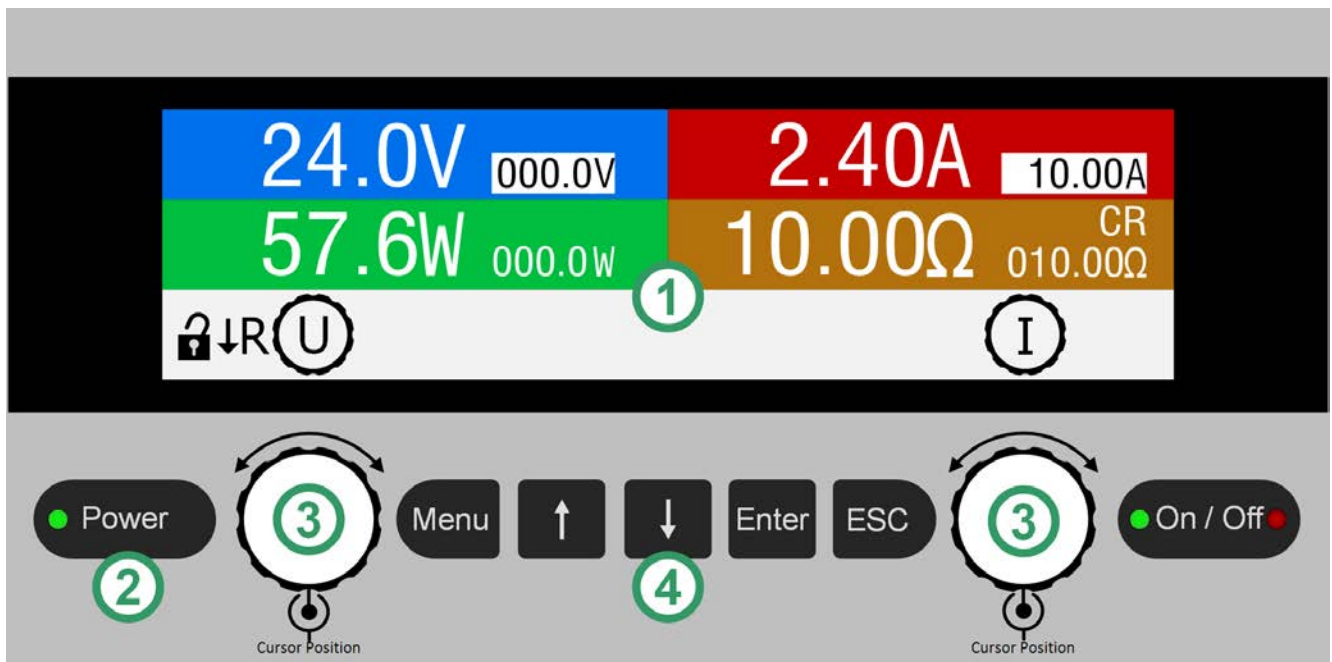 24.0V 000.0V 2.40A 10.00A
57.6W 000.0W 10.00Ω CR 010.00Ω
1
↓R U I
Power 3 Menu ↑ ↓ Enter ESC 3 On / Off
2 4
Cursor Position Cursor Position